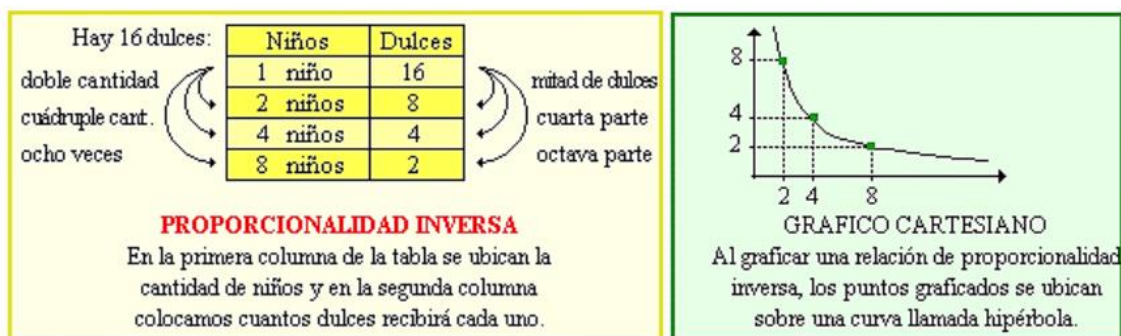 Hay 16 dulces:
Niños Dulces
1 niño 16
2 niños 8
4 niños 4
8 niños 2
doble cantidad
cuádruple cant.
ocho veces
mitad de dulces
cuarta parte
octava parte
PROPORCIONALIDAD INVERSA
En la primera columna de la tabla se ubican la
cantidad de niños y en la segunda columna
colocamos cuantos dulces recibirá cada uno.
8
4
2
2 4 8
GRAFICO CARTESIANO
Al graficar una relación de proporcionalidad
inversa, los puntos graficados se ubican
sobre una curva llamada hipérbola.